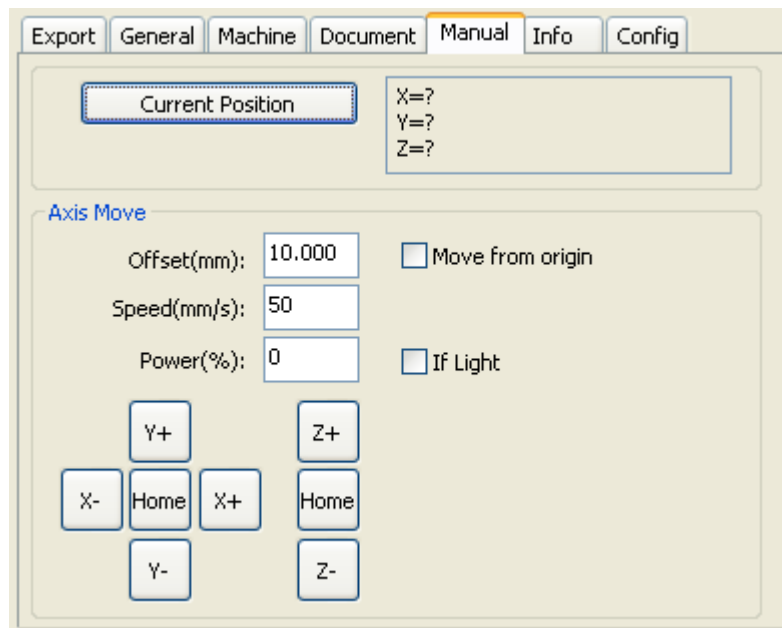 Export General Machine Document Manual Info Config
Current Position
X=?
Y=?
Z=?
Axis Move
Offset(mm): 10.000 Move from origin
Speed(mm/s): 50
Power(%): 0 If Light
Y+ Z+
X- Home X+ Home
Y- Z-